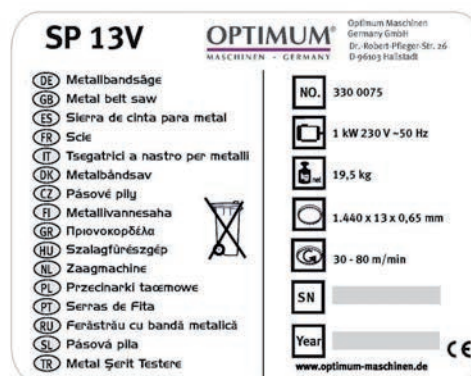 SP 13V
OPTIMUM®
MASCHINEN - GERMANY
Optimum Maschinen
Germany GmbH
Dr.-Robert-Pfleger-Str. 26
D-96103 Hallstadt
DE Metallbandsäge
GB Metal belt saw
ES Sierra de cinta para metal
FR Scie
IT Tsegatrici a nastro per metalli
DK Metalbåndsav
CZ Pásové pily
FI Metallivannesaha
GR Πριονοκορδέλα
HU Szalagfűrészgép
NL Zaagmachine
PL Przecinarki taœmowe
PT Serras de Fita
RU Ferăstrău cu bandă metalică
SL Pásová pila
TR Metal Şerit Testere
NO. 330 0075
1 kW 230 V ~50 Hz
kg net 19,5 kg
1.440 x 13 x 0,65 mm
30 - 80 m/min
SN
Year
CE
www.optimum-maschinen.de